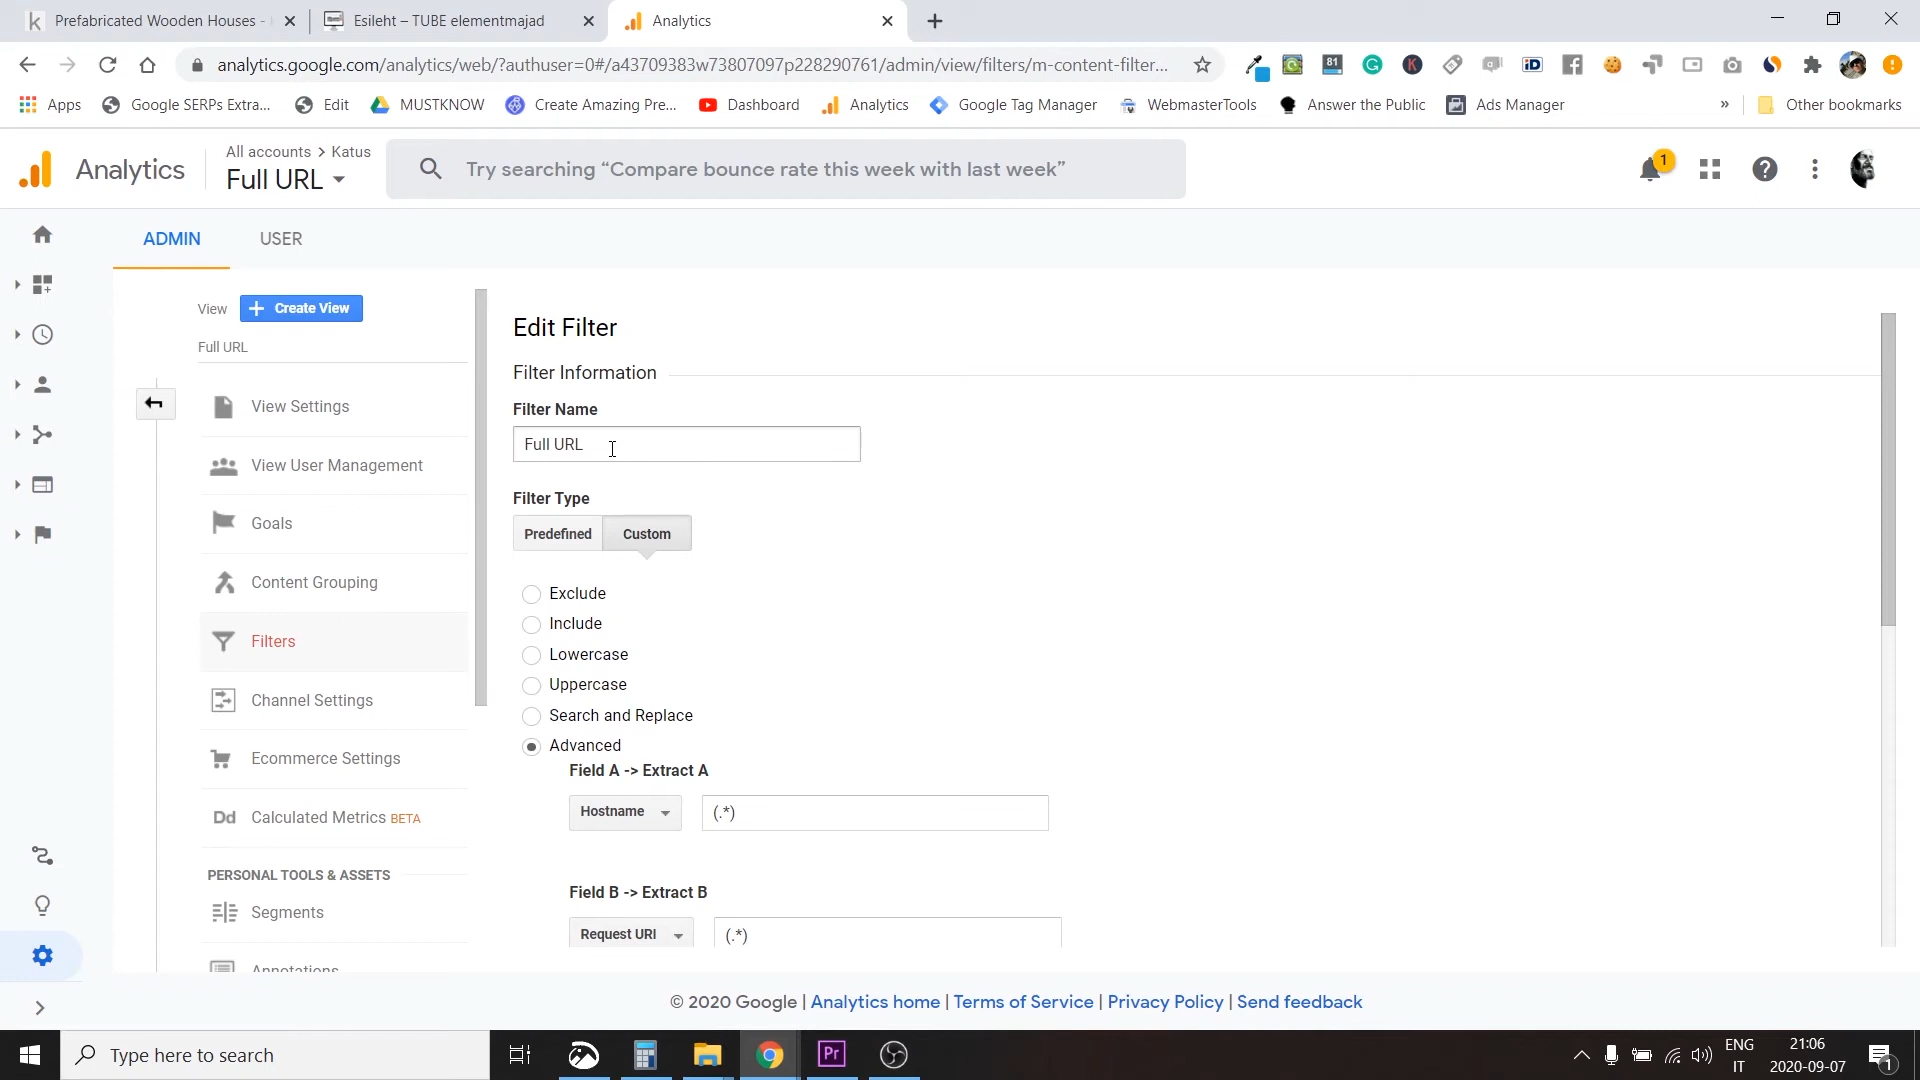 Prefabricated Wooden Houses -
Esileht – TUBE elementmajad
Analytics
analytics.google.com/analytics/web/?authuser=0#/a43709383w73807097p228290761/admin/view/filters/m-content-filter...
81
Apps
Google SERPs Extra...
Edit
MUSTKNOW
Create Amazing Pre...
Dashboard
Analytics
Google Tag Manager
WebmasterTools
Answer the Public
Ads Manager
»
Other bookmarks
Analytics
All accounts > Katus
Full URL
Try searching “Compare bounce rate this week with last week”
1
ADMIN
USER
View
+ Create View
Full URL
View Settings
View User Management
Goals
Content Grouping
Filters
Channel Settings
Ecommerce Settings
Dd Calculated Metrics BETA
PERSONAL TOOLS & ASSETS
Segments
Annotations
Edit Filter
Filter Information
Filter Name
Full URL
Filter Type
Predefined
Custom
Exclude
Include
Lowercase
Uppercase
Search and Replace
Advanced
Field A -> Extract A
Hostname
(.*)
Field B -> Extract B
Request URI
(.*)
© 2020 Google | Analytics home | Terms of Service | Privacy Policy | Send feedback
Type here to search
Pr
ENG
IT
21:06
2020-09-07
1